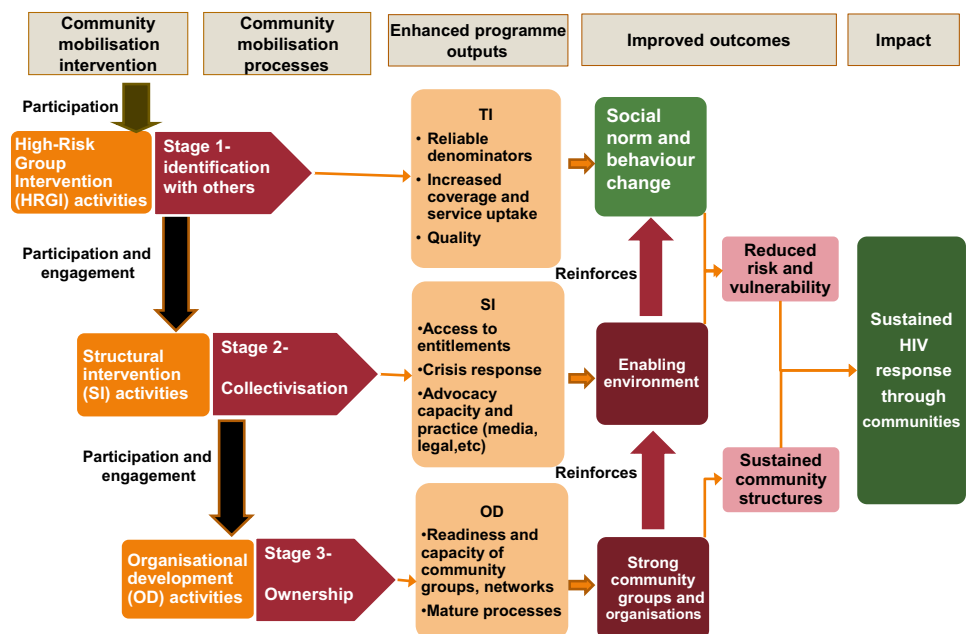 Community
mobilisation
intervention
Community
mobilisation
processes
Enhanced programme
outputs
Improved outcomes
Impact
Participation
High-Risk
Group
Intervention
(HRGI) activities
Stage 1-
identification
with others
TI
• Reliable
denominators
• Increased
coverage and
service uptake
• Quality
Social
norm and
behaviour
change
Participation and
engagement
Reinforces
Reduced
risk and
vulnerability
Structural
intervention
(SI) activities
Stage 2-
Collectivisation
SI
•Access to
entitlements
•Crisis response
•Advocacy
capacity and
practice (media,
legal,etc)
Enabling
environment
Sustained
HIV
response
through
communities
Participation and
engagement
Reinforces
Sustained
community
structures
Organisational
development
(OD) activities
Stage 3-
Ownership
OD
•Readiness and
capacity of
community
groups, networks
•Mature processes
Strong
community
groups and
organisations